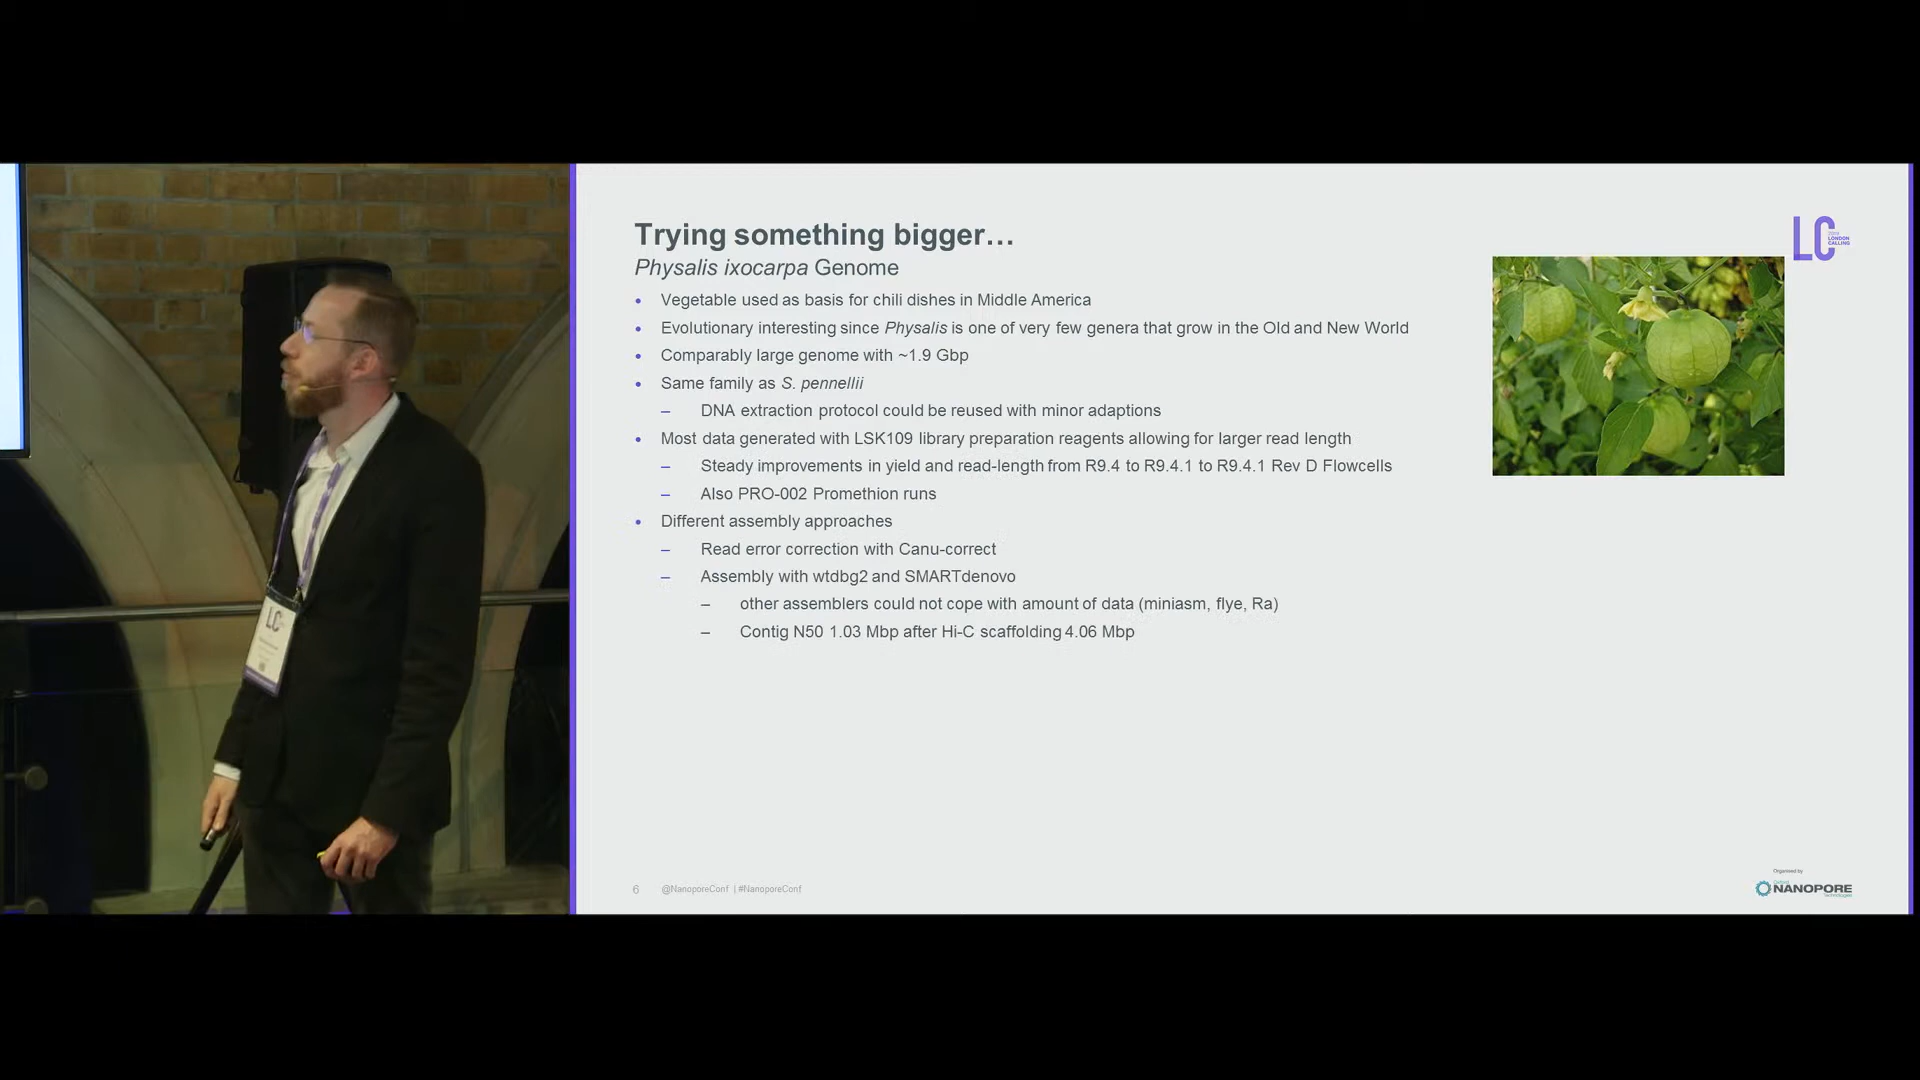 Trying something bigger…
Physalis ixocarpa Genome
• Vegetable used as basis for chili dishes in Middle America
• Evolutionary interesting since Physalis is one of very few genera that grow in the Old and New World
• Comparably large genome with ~1.9 Gbp
• Same family as S. pennellii
– DNA extraction protocol could be reused with minor adaptions
• Most data generated with LSK109 library preparation reagents allowing for larger read length
– Steady improvements in yield and read-length from R9.4 to R9.4.1 to R9.4.1 Rev D Flowcells
– Also PRO-002 Promethion runs
• Different assembly approaches
– Read error correction with Canu-correct
– Assembly with wtdbg2 and SMARTdenovo
– other assemblers could not cope with amount of data (miniasm, flye, Ra)
– Contig N50 1.03 Mbp after Hi-C scaffolding 4.06 Mbp
LC
LONDON
CALLING
LC
6 @NanoporeConf | #NanoporeConf
Organised by
NANOPORE